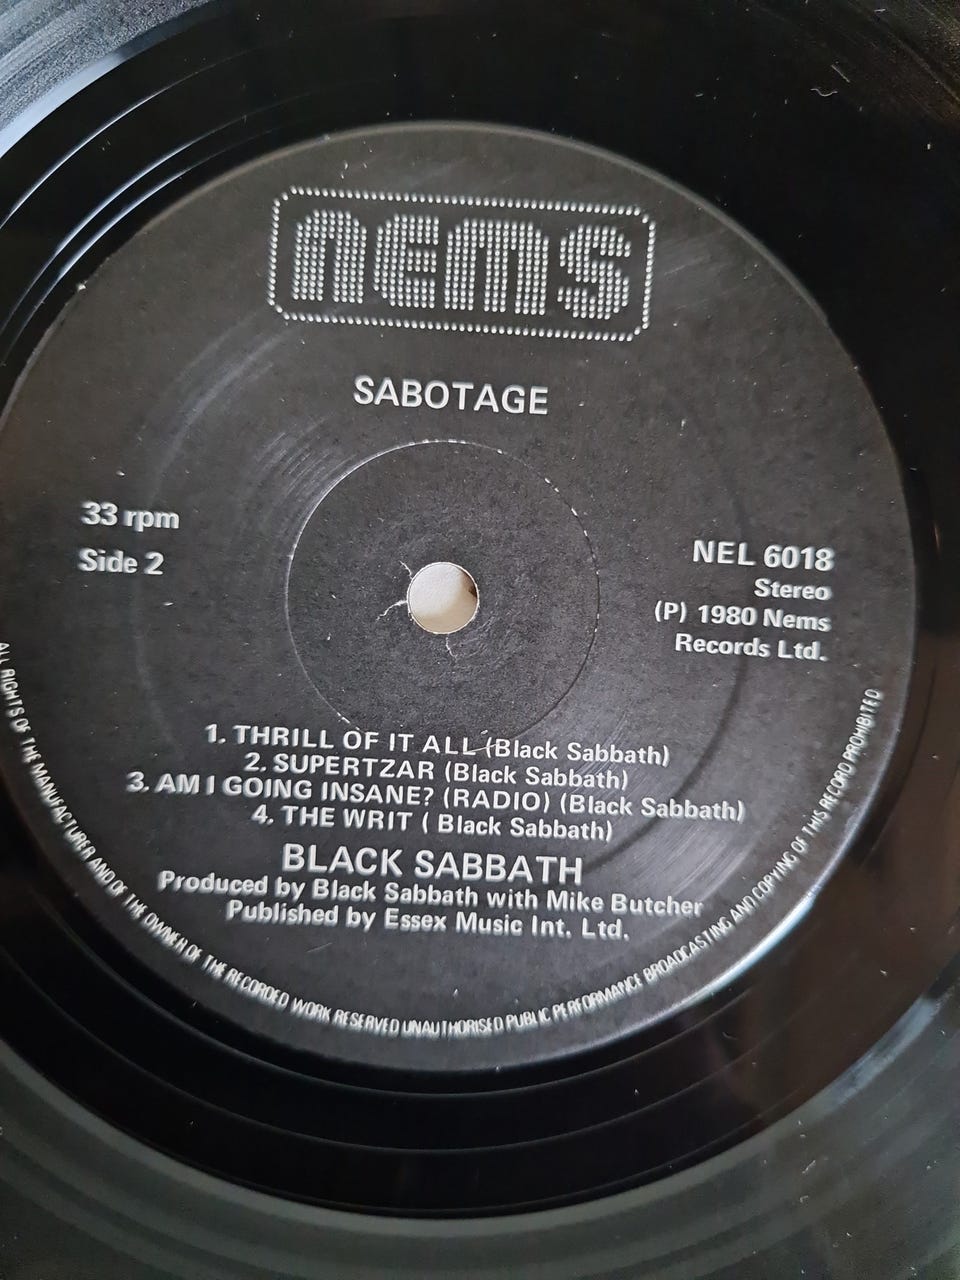 nems
SABOTAGE
33 rpm
Side 2
NEL 6018
Stereo
(P) 1980 Nems
Records Ltd.
1. THRILL OF IT ALL (Black Sabbath)
2. SUPERTZAR (Black Sabbath)
3. AM I GOING INSANE? (RADIO) (Black Sabbath)
4. THE WRIT ( Black Sabbath)
BLACK SABBATH
Produced by Black Sabbath with Mike Butcher
Published by Essex Music Int. Ltd.
ALL RIGHTS OF THE MANUFACTURER AND OF THE OWNER OF THE RECORDED WORK RESERVED UNAUTHORISED PUBLIC PERFORMANCE BROADCASTING AND COPYING OF THIS RECORD PROHIBITED